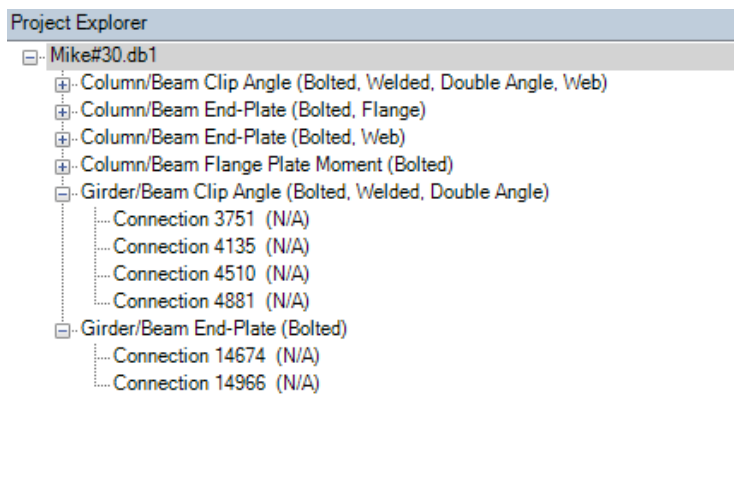 Project Explorer
Mike#30.db1
Column/Beam Clip Angle (Bolted, Welded, Double Angle, Web)
Column/Beam End-Plate (Bolted, Flange)
Column/Beam End-Plate (Bolted, Web)
Column/Beam Flange Plate Moment (Bolted)
Girder/Beam Clip Angle (Bolted, Welded, Double Angle)
Connection 3751 (N/A)
Connection 4135 (N/A)
Connection 4510 (N/A)
Connection 4881 (N/A)
Girder/Beam End-Plate (Bolted)
Connection 14674 (N/A)
Connection 14966 (N/A)